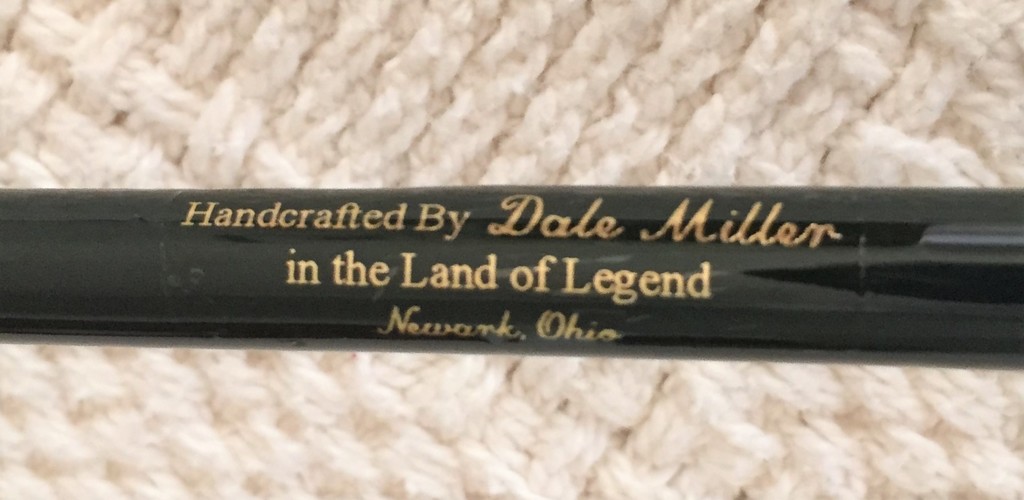 Handcrafted By Dale Miller
in the Land of Legend
Newark, Ohio